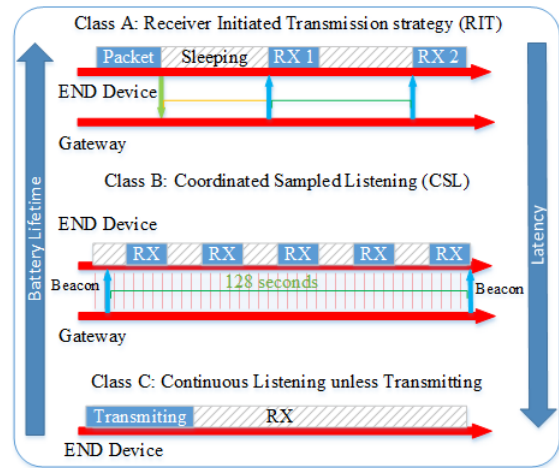 Class A: Receiver Initiated Transmission strategy (RIT)
Packet Sleeping RX 1 RX 2
END Device
Gateway
Class B: Coordinated Sampled Listening (CSL)
END Device
RX RX RX RX RX
Beacon 128 seconds Beacon
Gateway
Class C: Continuous Listening unless Transmitting
Transmiting RX
END Device
Battery Lifetime
Latency